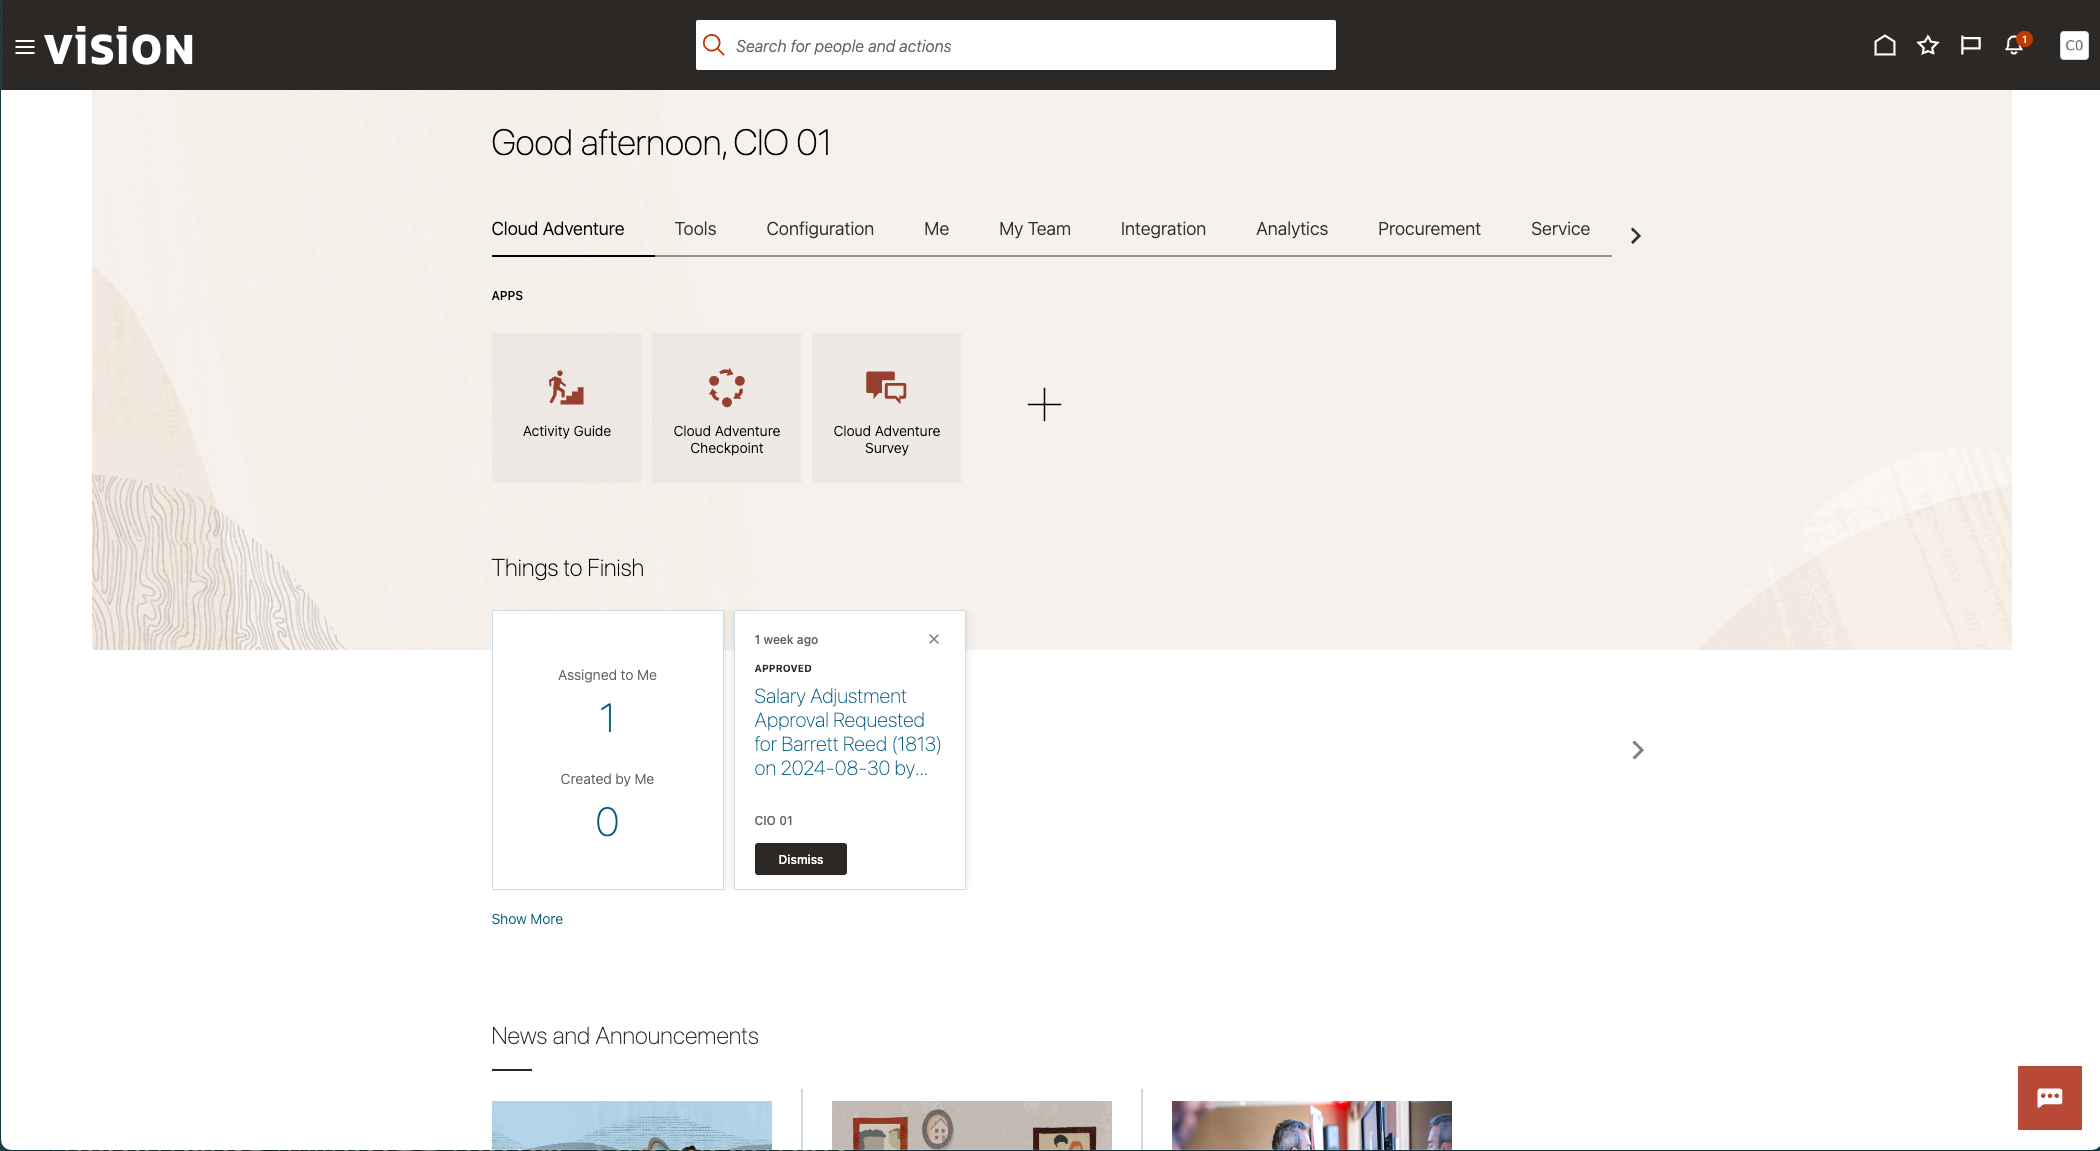 vision
Search for people and actions
1
C0
Good afternoon, CIO 01
Cloud Adventure
Tools
Configuration
Me
My Team
Integration
Analytics
Procurement
Service
APPS
Activity Guide
Cloud Adventure
Checkpoint
Cloud Adventure
Survey
Things to Finish
Assigned to Me
1
Created by Me
0
1 week ago
APPROVED
Salary Adjustment
Approval Requested
for Barrett Reed (1813)
on 2024-08-30 by...
CIO 01
Dismiss
Show More
News and Announcements